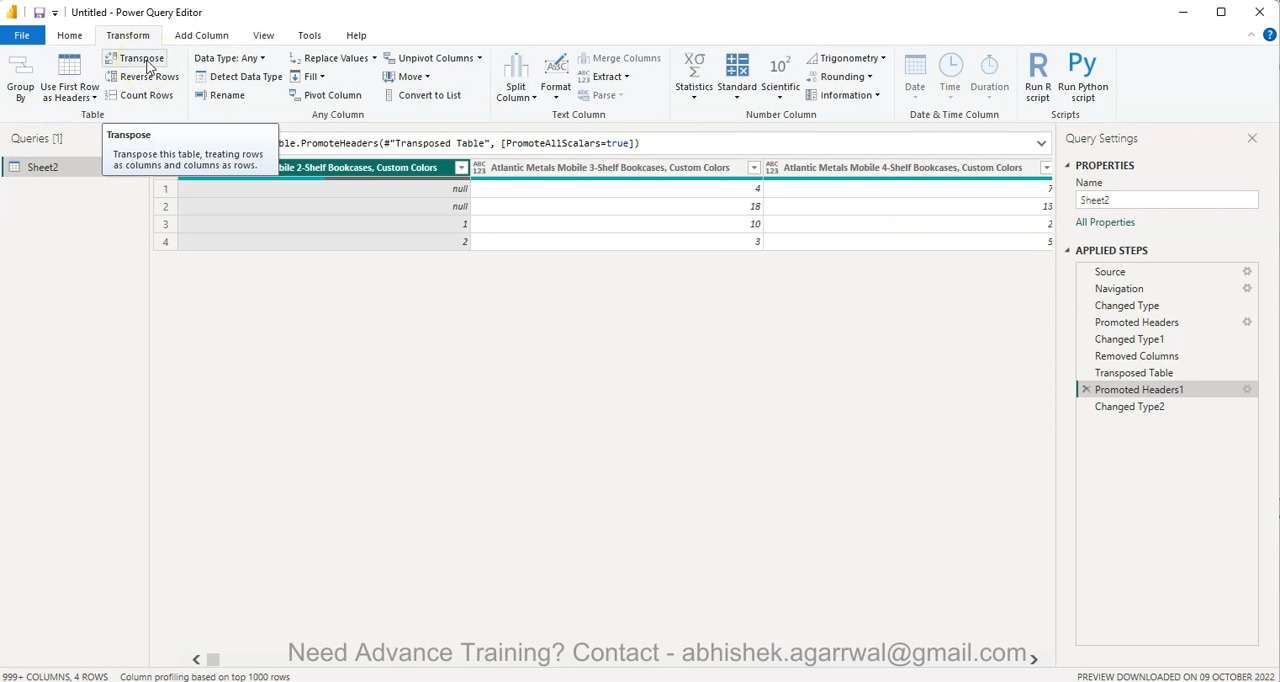 Untitled - Power Query Editor
File Home Transform Add Column View Tools Help
Group By
Use First Row as Headers
Transpose
Reverse Rows
Count Rows
Table
Data Type: Any
Detect Data Type
Rename
Replace Values
Fill
Pivot Column
Unpivot Columns
Move
Convert to List
Any Column
Split Column
Format
Merge Columns
Extract
Parse
Text Column
Statistics
Standard
Scientific
Trigonometry
Rounding
Information
Number Column
Date
Time
Duration
Date & Time Column
Run R script
Run Python script
Scripts
Queries [1]
Sheet2
Transpose
Transpose this table, treating rows
as columns and columns as rows.
ble.PromoteHeaders(#"Transposed Table", [PromoteAllScalars=true])
bile 2-Shelf Bookcases, Custom Colors ABC 123 Atlantic Metals Mobile 3-Shelf Bookcases, Custom Colors ABC 123 Atlantic Metals Mobile 4-Shelf Bookcases, Custom Colors
1 null 4 7
2 null 18 13
3 1 10 2
4 2 3 5
Query Settings
PROPERTIES
Name
Sheet2
All Properties
APPLIED STEPS
Source
Navigation
Changed Type
Promoted Headers
Changed Type1
Removed Columns
Transposed Table
Promoted Headers1
Changed Type2
Need Advance Training? Contact - abhishek.agarrwal@gmail.com
999+ COLUMNS, 4 ROWS Column profiling based on top 1000 rows PREVIEW DOWNLOADED ON 09 OCTOBER 2022